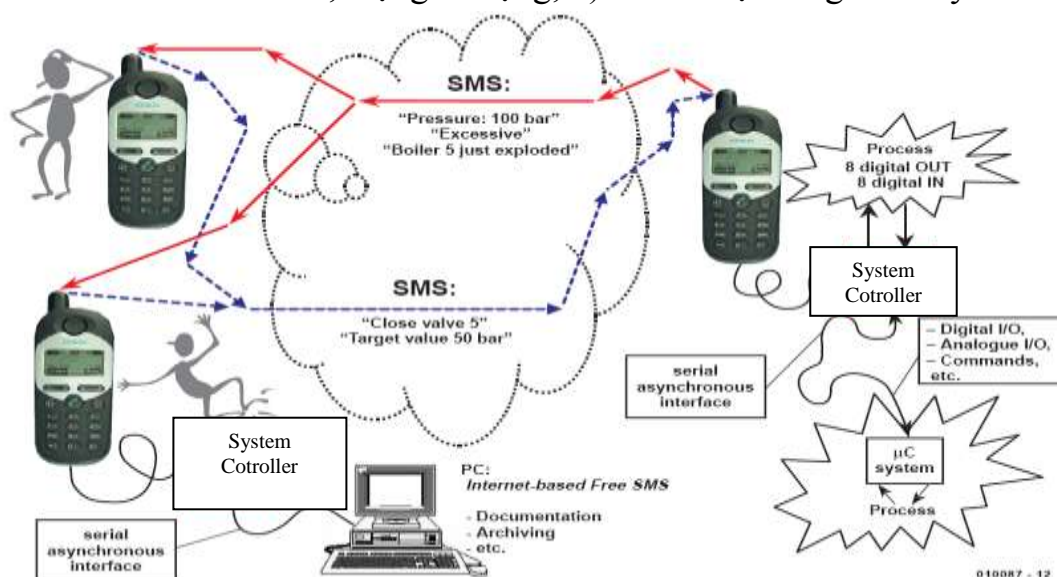 SMS:
"Pressure: 100 bar"
"Excessive"
"Boiler 5 just exploded"
Process
8 digital OUT
8 digital IN
System
Cotroller
SMS:
"Close valve 5"
"Target value 50 bar"
– Digital I/O,
– Analogue I/O,
– Commands,
etc.
serial
asynchronous
interface
System
Cotroller
µC
system
Process
PC:
Internet-based Free SMS
- Documentation
- Archiving
- etc.
serial
asynchronous
interface
010087 - 12